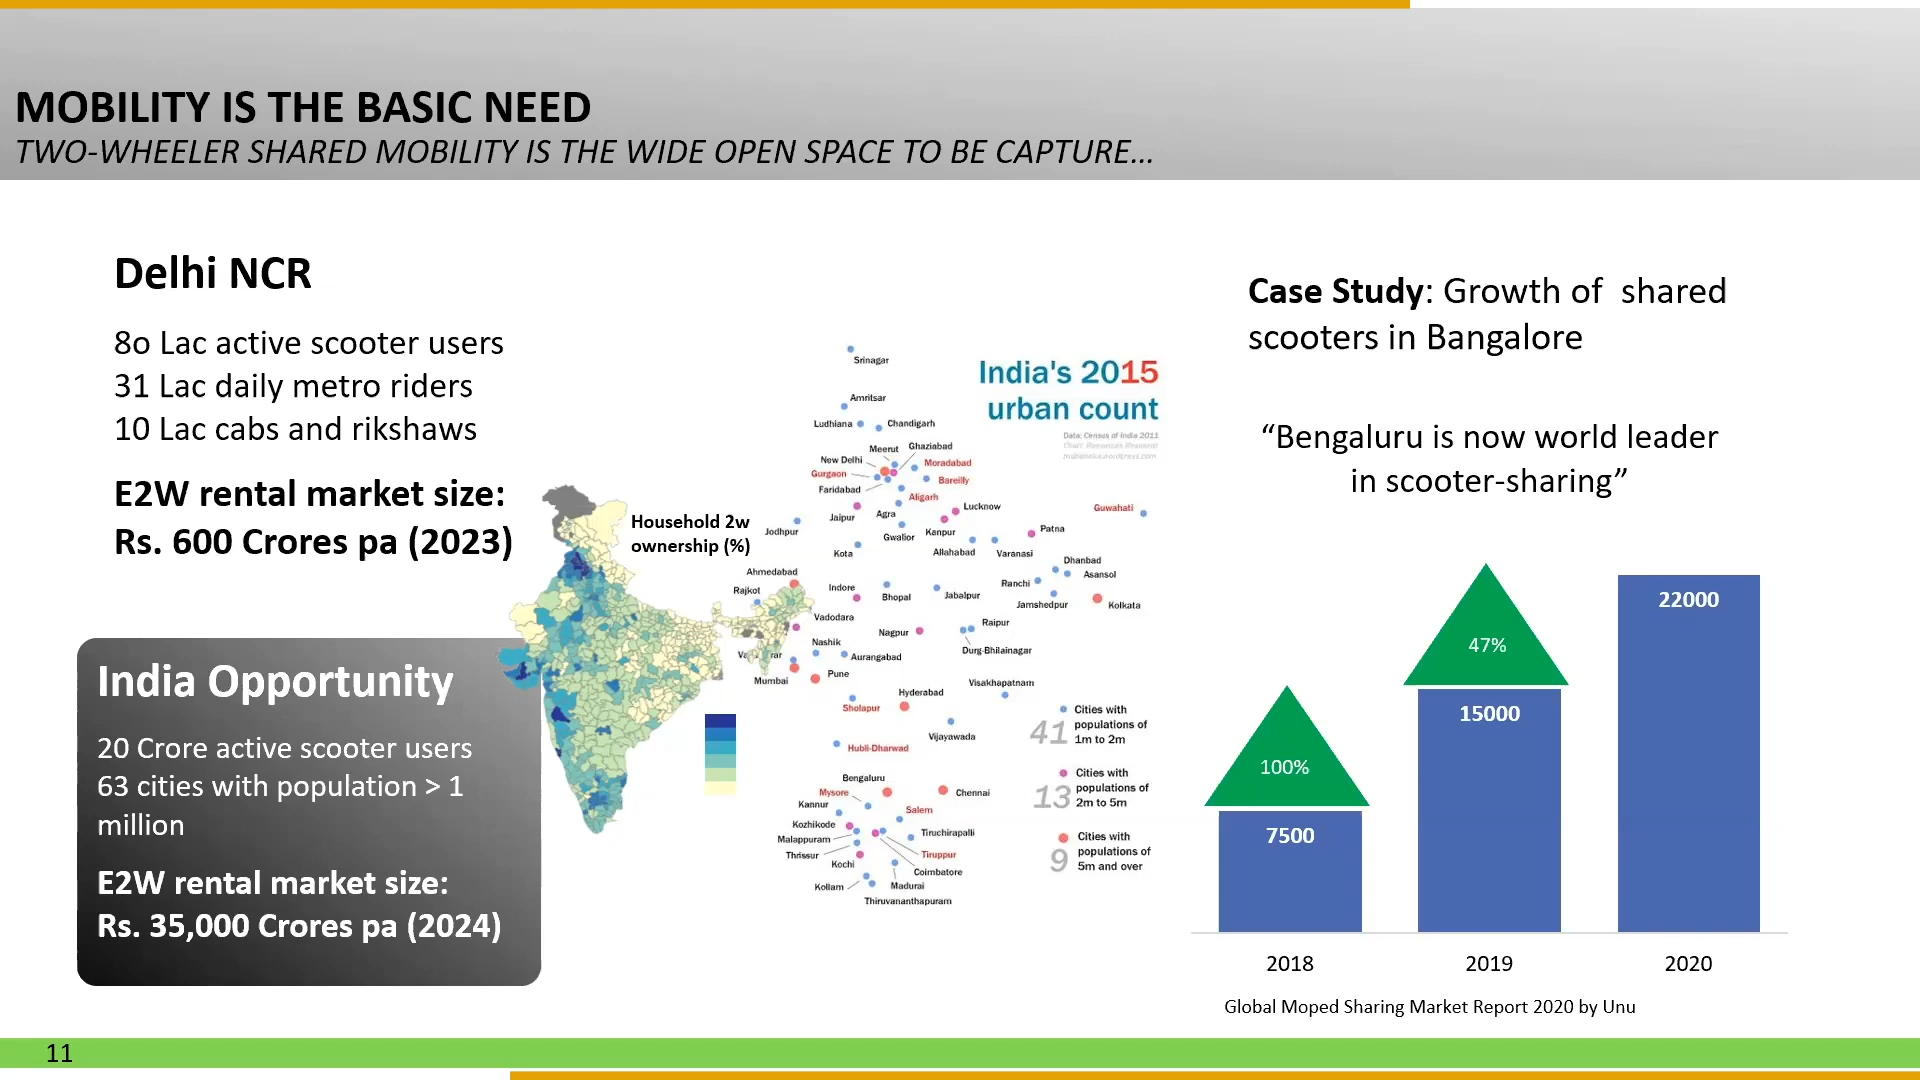 MOBILITY IS THE BASIC NEED
TWO-WHEELER SHARED MOBILITY IS THE WIDE OPEN SPACE TO BE CAPTURE...
Delhi NCR
8o Lac active scooter users
31 Lac daily metro riders
10 Lac cabs and rikshaws
E2W rental market size:
Rs. 600 Crores pa (2023)
India Opportunity
20 Crore active scooter users
63 cities with population > 1
million
E2W rental market size:
Rs. 35,000 Crores pa (2024)
Household 2w
ownership (%)
India's 2015
urban count
Data: Census of India 2011
Srinagar
Amritsar
Ludhiana
Chandigarh
Meerut
Ghaziabad
New Delhi
Moradabad
Gurgaon
Bareilly
Faridabad
Aligarh
Jaipur
Agra
Lucknow
Guwahati
Jodhpur
Gwalior
Kanpur
Patna
Kota
Allahabad
Varanasi
Dhanbad
Ahmedabad
Asansol
Rajkot
Indore
Bhopal
Jabalpur
Ranchi
Jamshedpur
Kolkata
Vadodara
Nagpur
Raipur
Nashik
Durg-Bhilainagar
Aurangabad
Mumbai
Pune
Visakhapatnam
Hyderabad
Sholapur
Vijayawada
Hubli-Dharwad
Bengaluru
Mysore
Chennai
Kannur
Salem
Kozhikode
Malappuram
Tiruchirapalli
Thrissur
Tiruppur
Kochi
Coimbatore
Kollam
Madurai
Thiruvananthapuram
41
Cities with
populations of
1m to 2m
13
Cities with
populations of
2m to 5m
9
Cities with
populations of
5m and over
Case Study: Growth of  shared
scooters in Bangalore
“Bengaluru is now world leader
in scooter-sharing”
100%
47%
7500
15000
22000
2018
2019
2020
Global Moped Sharing Market Report 2020 by Unu
11